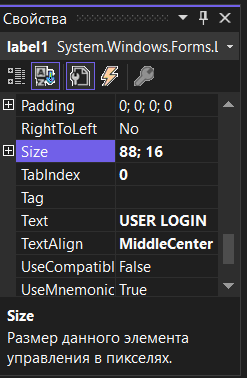 Свойства
label1 System.Windows.Forms.L
Padding 0; 0; 0; 0
RightToLeft No
Size 88; 16
TabIndex 0
Tag
Text USER LOGIN
TextAlign MiddleCenter
UseCompatibl False
UseMnemonic True
Size
Размер данного элемента
управления в пикселях.